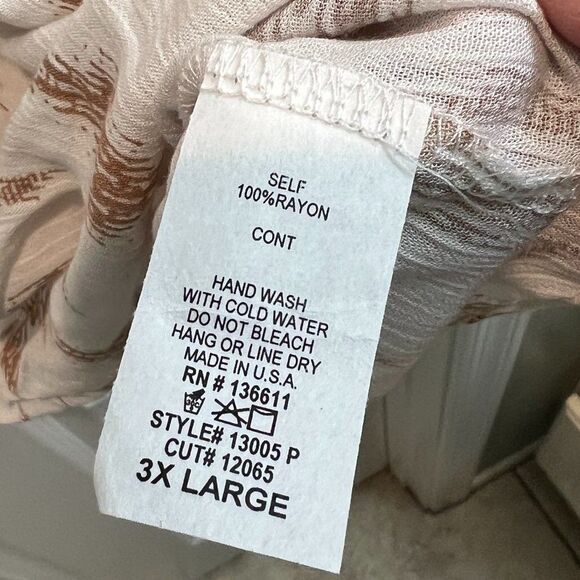 SELF
100%RAYON
CONT
HAND WASH
WITH COLD WATER
DO NOT BLEACH
HANG OR LINE DRY
MADE IN U.S.A.
RN # 136611
STYLE# 13005 P
CUT# 12065
3X LARGE